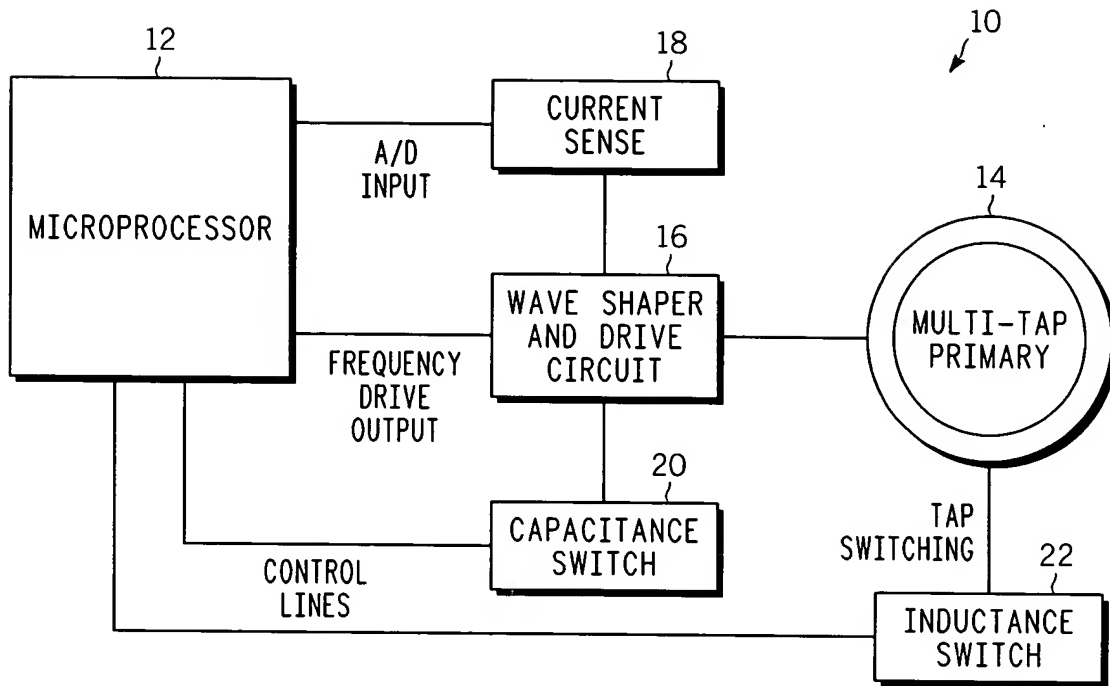 10
12
18
CURRENT
SENSE
A/D
INPUT
MICROPROCESSOR
14
16
WAVE SHAPER
AND DRIVE
CIRCUIT
MULTI-TAP
PRIMARY
FREQUENCY
DRIVE
OUTPUT
20
CAPACITANCE
SWITCH
TAP
SWITCHING
CONTROL
LINES
22
INDUCTANCE
SWITCH